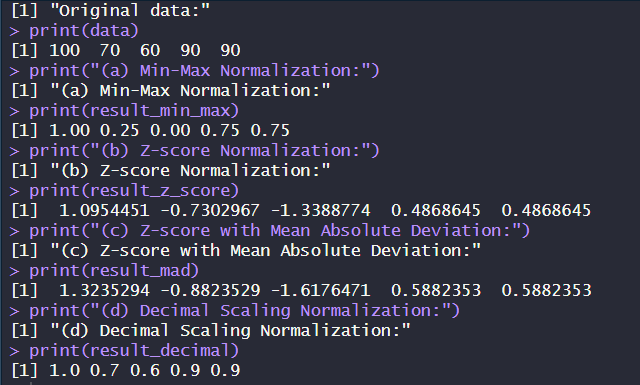 [1] "Original data:"
> print(data)
[1] 100  70  60  90  90
> print("(a) Min-Max Normalization:")
[1] "(a) Min-Max Normalization:"
> print(result_min_max)
[1] 1.00 0.25 0.00 0.75 0.75
> print("(b) Z-score Normalization:")
[1] "(b) Z-score Normalization:"
> print(result_z_score)
[1]  1.0954451 -0.7302967 -1.3388774  0.4868645  0.4868645
> print("(c) Z-score with Mean Absolute Deviation:")
[1] "(c) Z-score with Mean Absolute Deviation:"
> print(result_mad)
[1]  1.3235294 -0.8823529 -1.6176471  0.5882353  0.5882353
> print("(d) Decimal Scaling Normalization:")
[1] "(d) Decimal Scaling Normalization:"
> print(result_decimal)
[1] 1.0 0.7 0.6 0.9 0.9